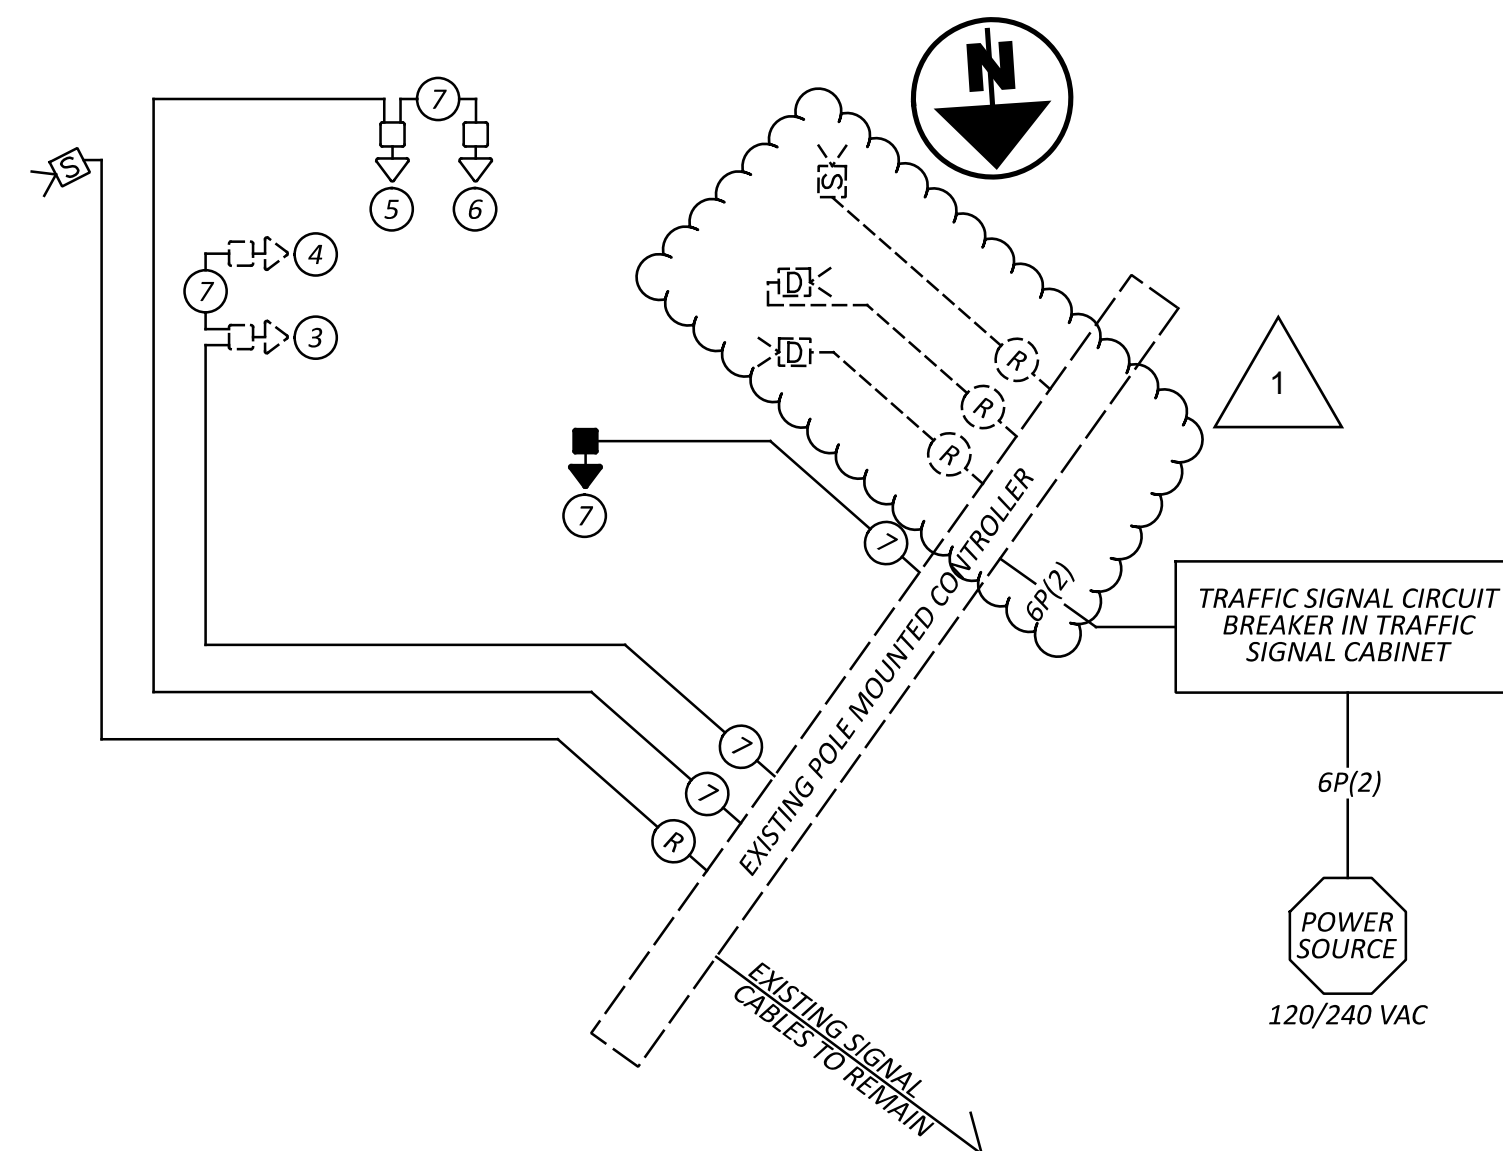 N
7
S
5
6
4
7
3
S
D
D
R
R
R
1
7
7
EXISTING POLE MOUNTED CONTROLLER
6P(2)
TRAFFIC SIGNAL CIRCUIT
BREAKER IN TRAFFIC
SIGNAL CABINET
7
7
R
6P(2)
POWER
SOURCE
120/240 VAC
EXISTING SIGNAL
CABLES TO REMAIN